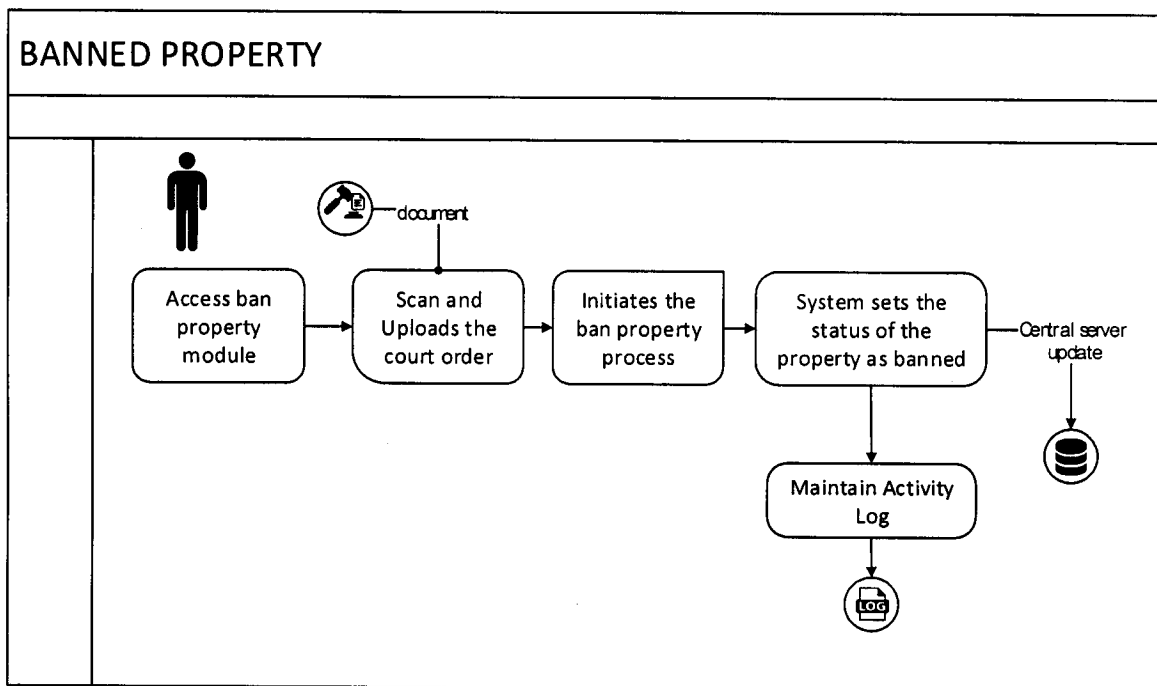 BANNED PROPERTY
document
Access ban
property
module
Scan and
Uploads the
court order
Initiates the
ban property
process
System sets the
status of the
property as banned
Central server
update
Maintain Activity
Log
LOG